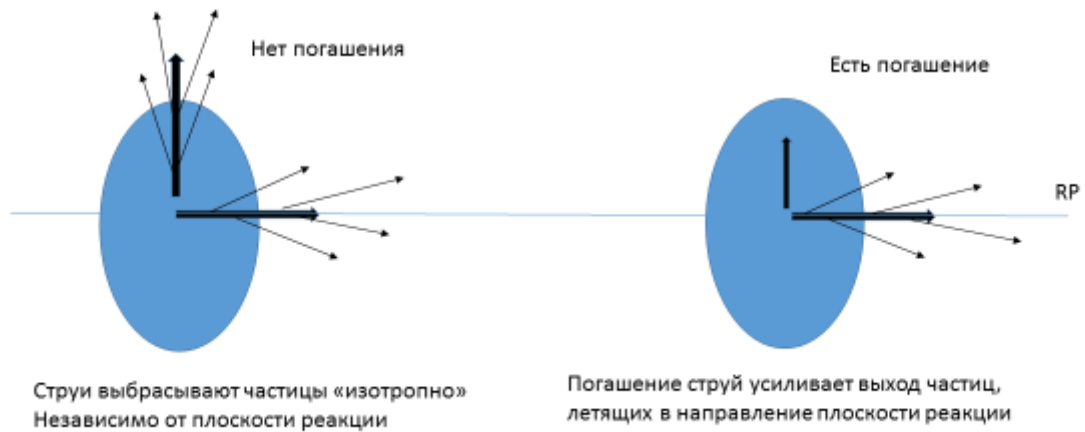 Нет погашения
Есть погашение
RP
Струи выбрасывают частицы «изотропно»
Независимо от плоскости реакции
Погашение струй усиливает выход частиц,
летящих в направление плоскости реакции